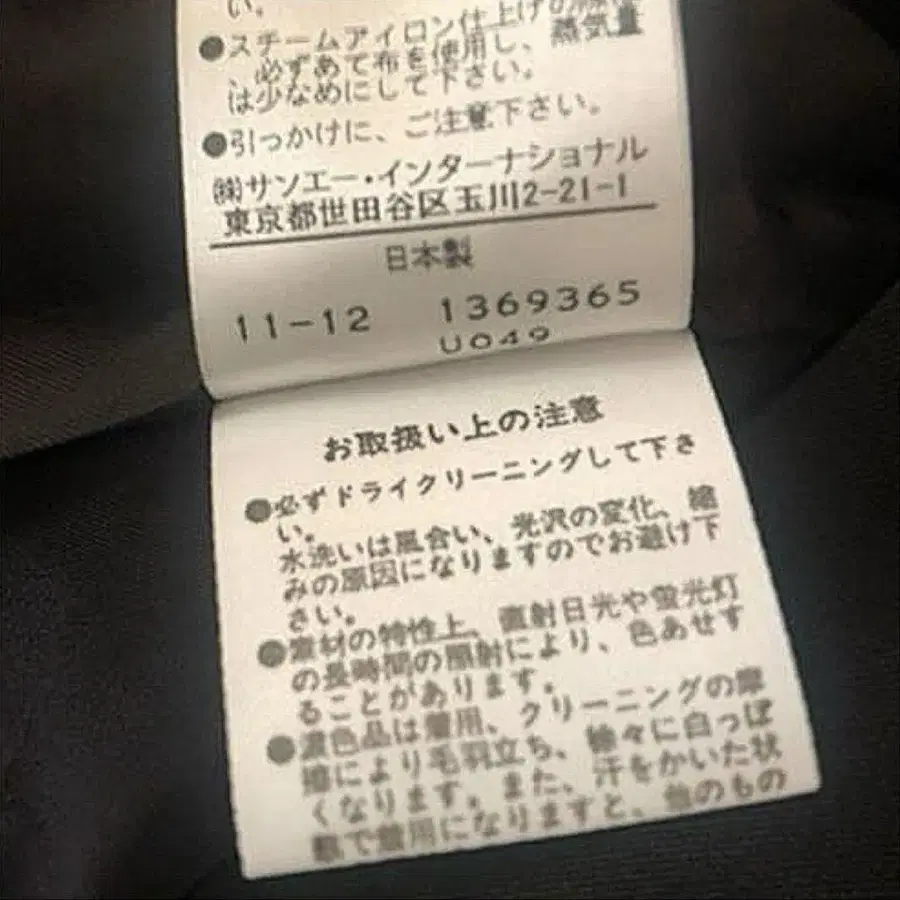 い。
●スチームアイロン仕上げの際は
、必ずあて布を使用し、蒸気量
は少なめにして下さい。
●引っかけに、ご注意下さい。
㈱サンエー・インターナショナル
東京都世田谷区玉川2-21-1
日本製
11-12 1369365
U049
お取扱い上の注意
●必ずドライクリーニングして下さ
い。
水洗いは風合い、光沢の変化、縮
みの原因になりますのでお避け下
さい。
●素材の特性上、直射日光や蛍光灯
の長時間の照射により、色あせす
ることがあります。
●濃色品は着用、クリーニングの摩
擦により毛羽立ち、徐々に白っぽ
くなります。また、汗をかいた状
態で着用になりますと、他のもの